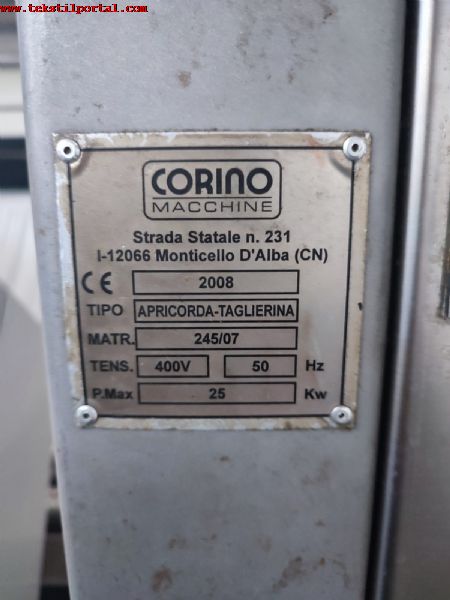 www.tekstilportal.com
CORINO
MACCHINE
Strada Statale n. 231
I-12066 Monticello D'Alba (CN)
CE 2008
TIPO APRICORDA-TAGLIERINA
MATR. 245/07
TENS. 400V 50 Hz
P.Max 25 Kw